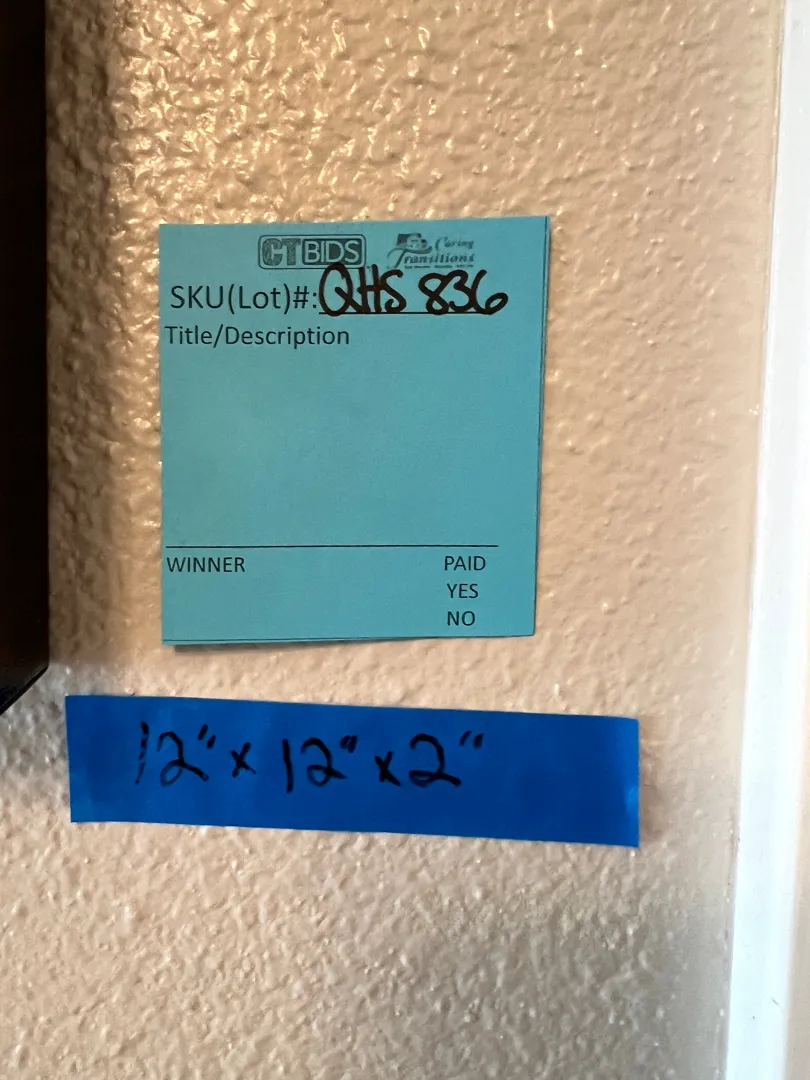 CTBIDS Caring
Transitions
SKU(Lot)#: QHS 836
Title/Description
WINNER PAID
YES
NO
12" x 12" x 2"